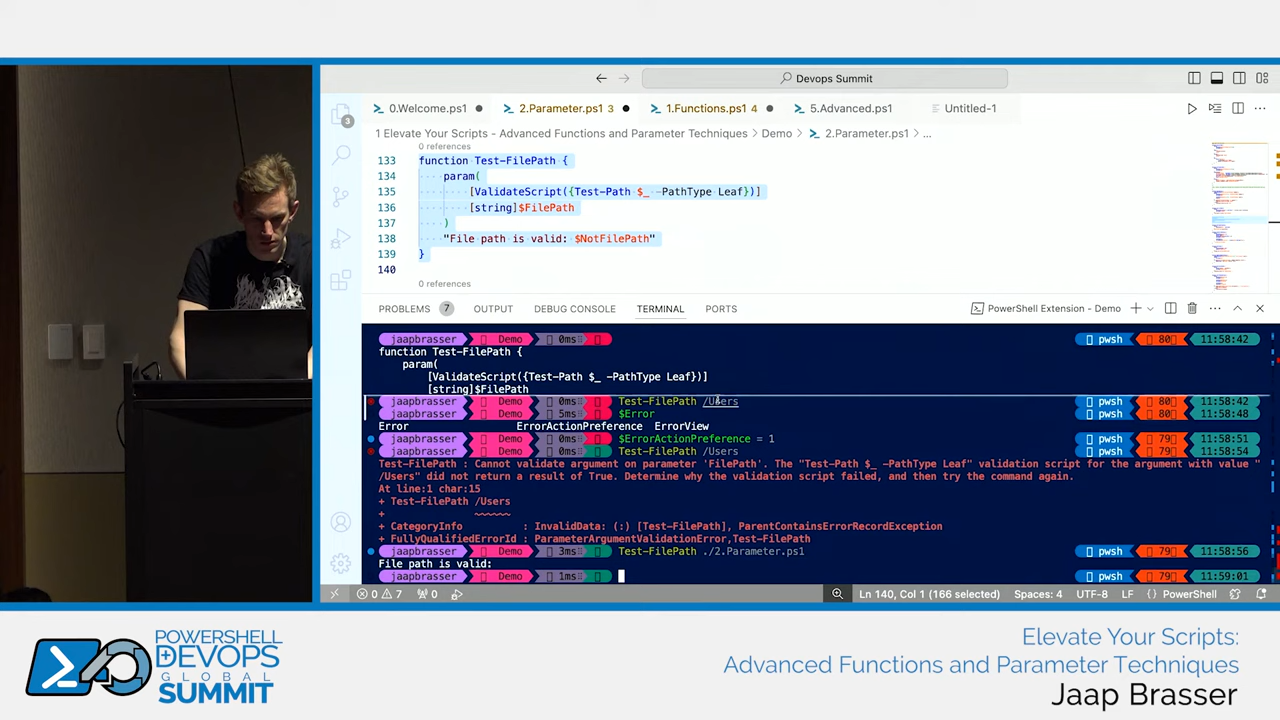 Devops Summit
0.Welcome.ps1
2.Parameter.ps1 3
1.Functions.ps1 4
5.Advanced.ps1
Untitled-1
1 Elevate Your Scripts - Advanced Functions and Parameter Techniques > Demo > 2.Parameter.ps1 > ...
0 references
133 function Test-FilePath {
134 param(
135 [ValidateScript({Test-Path $_ -PathType Leaf})]
136 [string]$FilePath
137 )
138 "File path is valid: $NotFilePath"
139 }
140
0 references
3
PROBLEMS 7 OUTPUT DEBUG CONSOLE TERMINAL PORTS PowerShell Extension - Demo
jaapbrasser Demo 0ms pwsh 80 11:58:42
function Test-FilePath {
param(
[ValidateScript({Test-Path $_ -PathType Leaf})]
[string]$FilePath
jaapbrasser Demo 0ms Test-FilePath /Users pwsh 80 11:58:42
jaapbrasser Demo 5ms $Error pwsh 80 11:58:48
Error ErrorActionPreference ErrorView
jaapbrasser Demo 0ms $ErrorActionPreference = 1 pwsh 79 11:58:51
jaapbrasser Demo 0ms Test-FilePath /Users pwsh 79 11:58:54
Test-FilePath : Cannot validate argument on parameter 'FilePath'. The "Test-Path $_ -PathType Leaf" validation script for the argument with value "
/Users" did not return a result of True. Determine why the validation script failed, and then try the command again.
At line:1 char:15
+ Test-FilePath /Users
+ ~~~~~~
+ CategoryInfo : InvalidData: (:) [Test-FilePath], ParentContainsErrorRecordException
+ FullyQualifiedErrorId : ParameterArgumentValidationError,Test-FilePath
jaapbrasser Demo 3ms Test-FilePath ./2.Parameter.ps1 pwsh 79 11:58:56
File path is valid:
jaapbrasser Demo 1ms pwsh 79 11:59:01
0 7 0 Ln 140, Col 1 (166 selected) Spaces: 4 UTF-8 LF {} PowerShell
POWERSHELL
DEVOPS
GLOBAL
SUMMIT
Elevate Your Scripts:
Advanced Functions and Parameter Techniques
Jaap Brasser